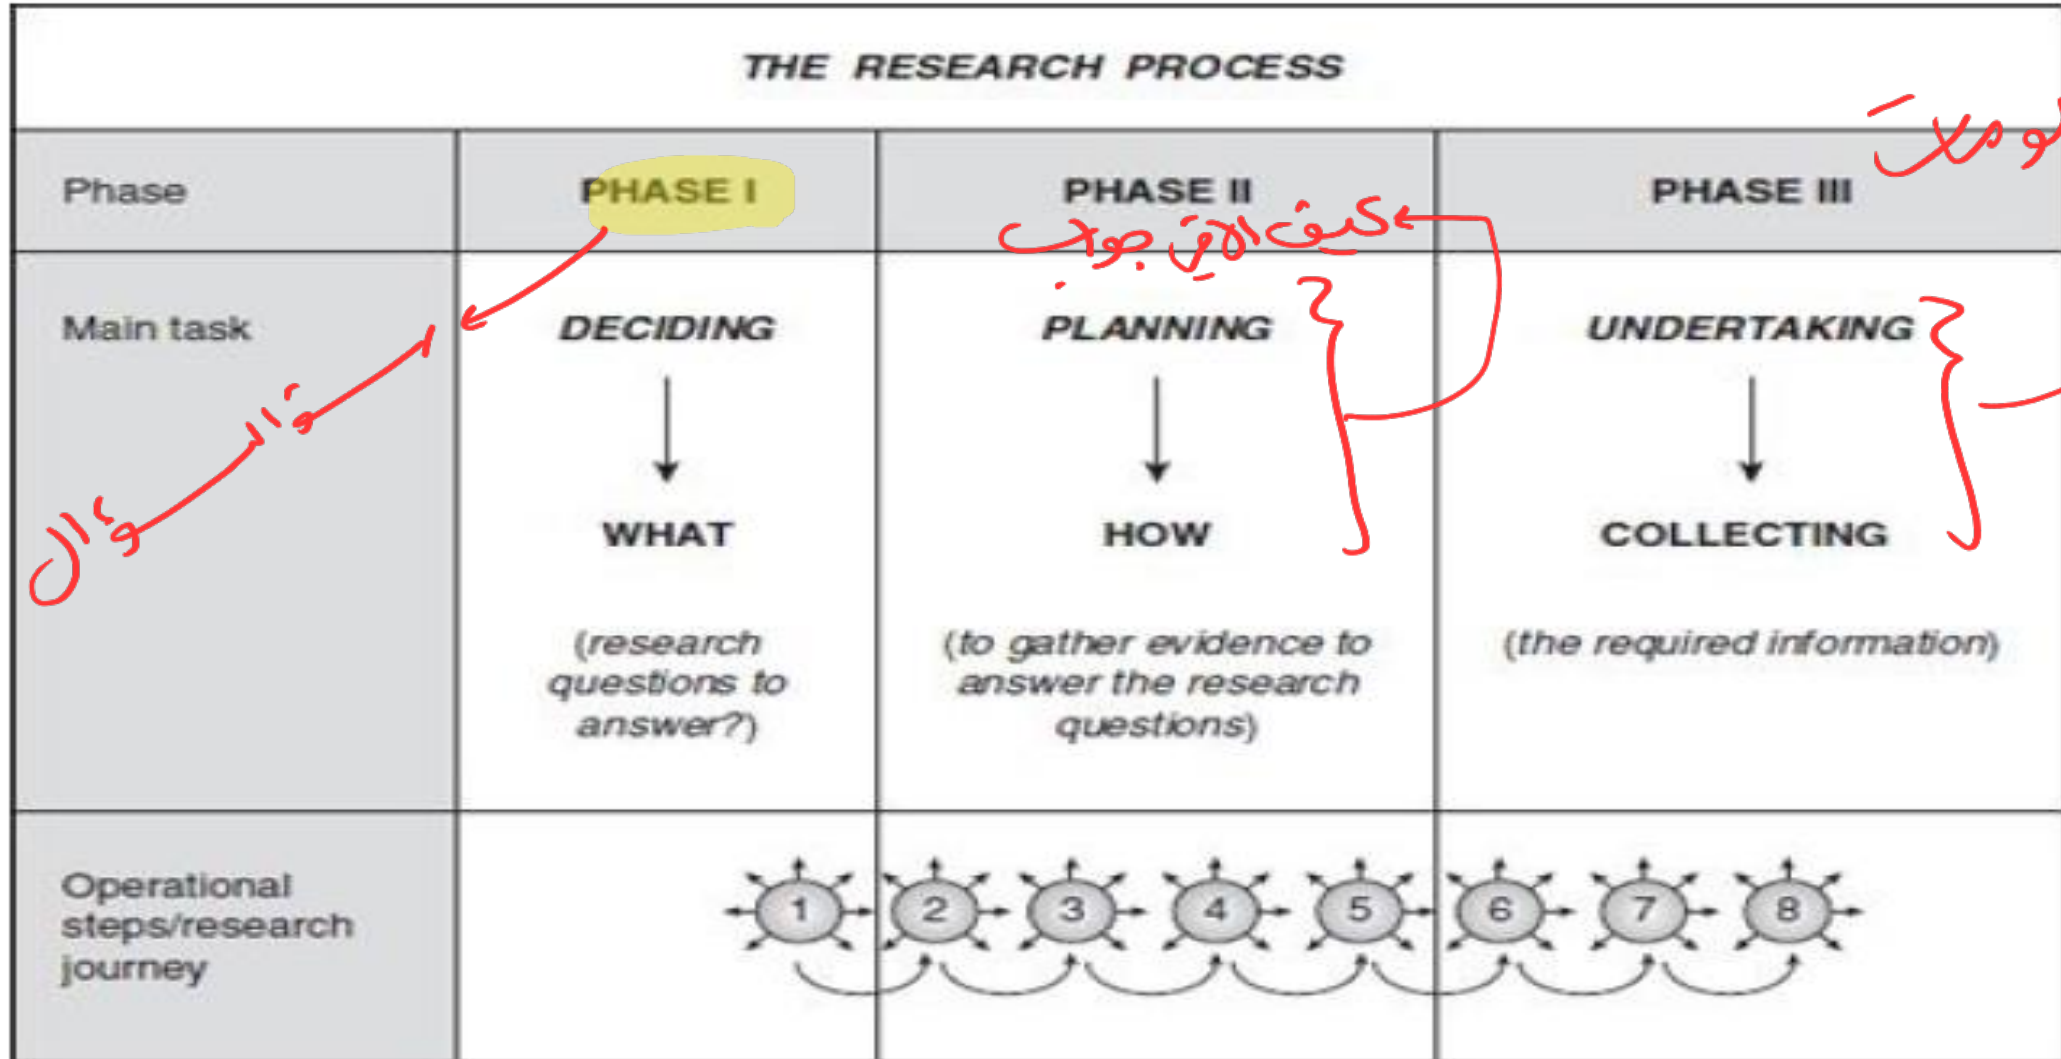 THE RESEARCH PROCESS
Phase
PHASE I
PHASE II
PHASE III
كيف الاقي جواب
Main task
DECIDING
PLANNING
UNDERTAKING
WHAT
HOW
COLLECTING
(research
questions to
answer?)
(to gather evidence to
answer the research
questions)
(the required information)
Operational
steps/research
journey
1 2 3 4 5 6 7 8